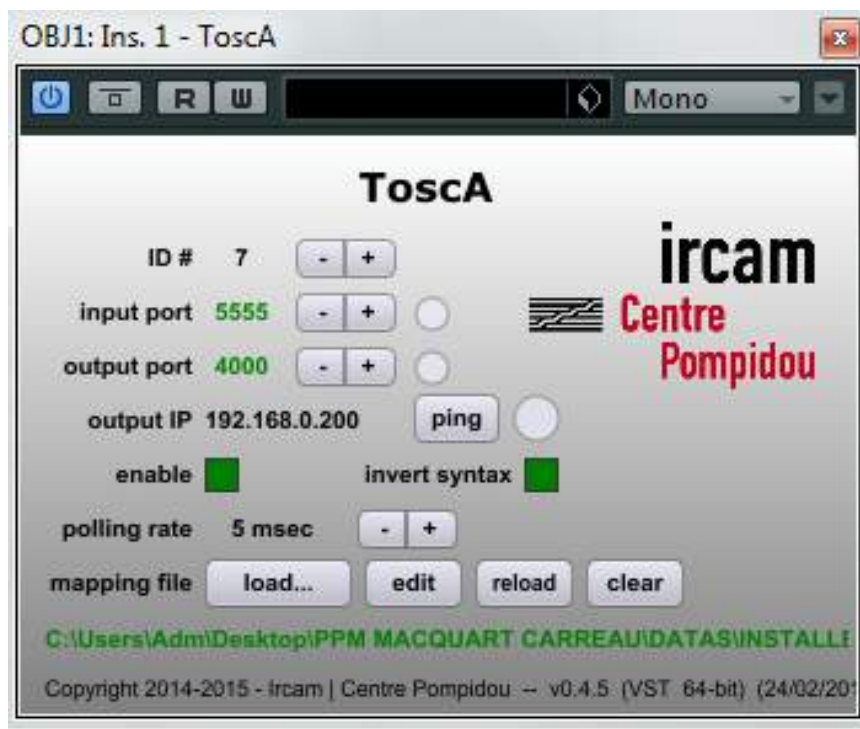 OBJ1: Ins. 1 - ToscA
R W Mono
ToscA
ID # 7 - +
ircam
input port 5555 - +
Centre
output port 4000 - +
Pompidou
output IP 192.168.0.200 ping
enable invert syntax
polling rate 5 msec - +
mapping file load... edit reload clear
C:\Users\Adm\Desktop\PPM MACQUART CARREAU\DATAS\INSTALLE
Copyright 2014-2015 - Ircam | Centre Pompidou -- v0.4.5 (VST 64-bit) (24/02/201